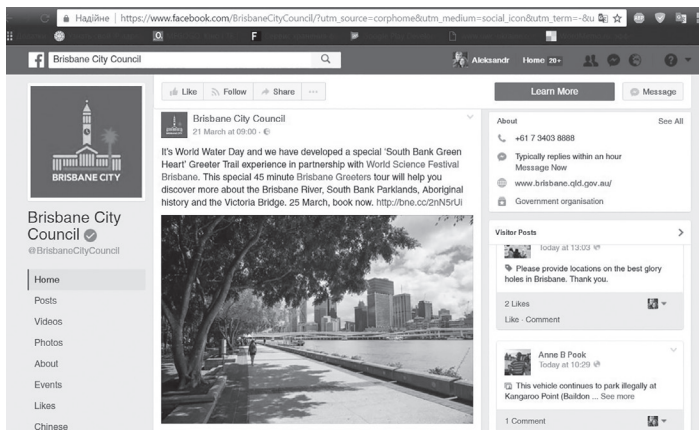 Надійне | https://www.facebook.com/BrisbaneCityCouncil/?utm_source=corphome&utm_medium=social_icon&utm_term=-&u
Brisbane City Council
Aleksandr Home 20+
BRISBANE CITY
Brisbane City
Council
@BrisbaneCityCouncil
Home
Posts
Videos
Photos
About
Events
Likes
Chinese
Like Follow Share ···
Learn More
Message
Brisbane City Council
21 March at 09:00 ·
It's World Water Day and we have developed a special 'South Bank Green
Heart' Greeter Trail experience in partnership with World Science Festival
Brisbane. This special 45 minute Brisbane Greeters tour will help you
discover more about the Brisbane River, South Bank Parklands, Aboriginal
history and the Victoria Bridge. 25 March, book now. http://bne.cc/2nN5rUi
About See All
+61 7 3403 8888
Typically replies within an hour
Message Now
www.brisbane.qld.gov.au/
Government organisation
Visitor Posts
Today at 13:03
Please provide locations on the best glory
holes in Brisbane. Thank you.
2 Likes
Like · Comment
Anne B Pook
Today at 10:29
This vehicle continues to park illegally at
Kangaroo Point (Baildon ... See more
1 Comment